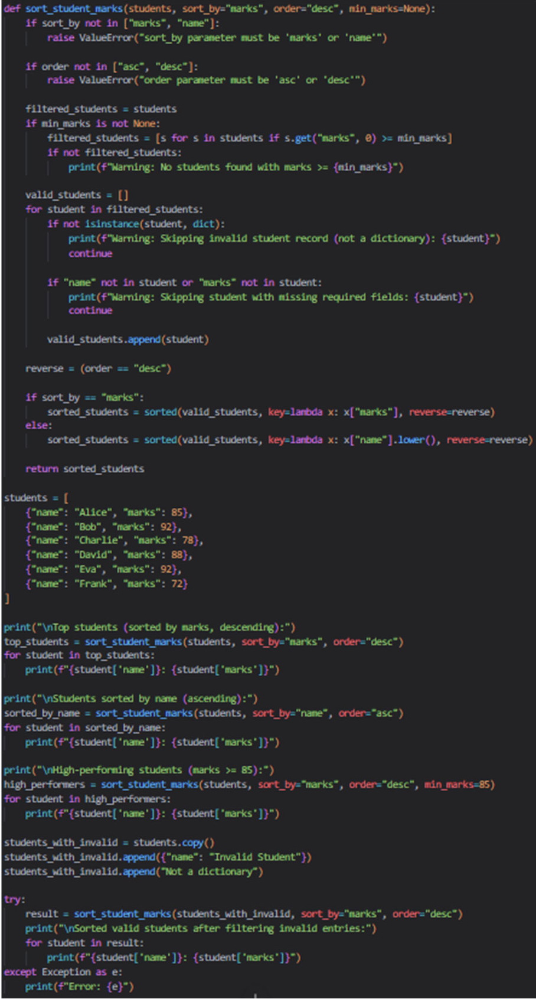 def sort_student_marks(students, sort_by="marks", order="desc", min_marks=None):
    if sort_by not in ["marks", "name"]:
        raise ValueError("sort_by parameter must be 'marks' or 'name'")

    if order not in ["asc", "desc"]:
        raise ValueError("order parameter must be 'asc' or 'desc'")

    filtered_students = students
    if min_marks is not None:
        filtered_students = [s for s in students if s.get("marks", 0) >= min_marks]
        if not filtered_students:
            print(f"Warning: No students found with marks >= {min_marks}")

    valid_students = []
    for student in filtered_students:
        if not isinstance(student, dict):
            print(f"Warning: Skipping invalid student record (not a dictionary): {student}")
            continue

        if "name" not in student or "marks" not in student:
            print(f"Warning: Skipping student with missing required fields: {student}")
            continue

        valid_students.append(student)

    reverse = (order == "desc")

    if sort_by == "marks":
        sorted_students = sorted(valid_students, key=lambda x: x["marks"], reverse=reverse)
    else:
        sorted_students = sorted(valid_students, key=lambda x: x["name"].lower(), reverse=reverse)

    return sorted_students

students = [
    {"name": "Alice", "marks": 85},
    {"name": "Bob", "marks": 92},
    {"name": "Charlie", "marks": 78},
    {"name": "David", "marks": 88},
    {"name": "Eva", "marks": 92},
    {"name": "Frank", "marks": 72}
]

print("\nTop students (sorted by marks, descending):")
top_students = sort_student_marks(students, sort_by="marks", order="desc")
for student in top_students:
    print(f"{student['name']}: {student['marks']}")

print("\nStudents sorted by name (ascending):")
sorted_by_name = sort_student_marks(students, sort_by="name", order="asc")
for student in sorted_by_name:
    print(f"{student['name']}: {student['marks']}")

print("\nHigh-performing students (marks >= 85):")
high_performers = sort_student_marks(students, sort_by="marks", order="desc", min_marks=85)
for student in high_performers:
    print(f"{student['name']}: {student['marks']}")

students_with_invalid = students.copy()
students_with_invalid.append({"name": "Invalid Student"})
students_with_invalid.append("Not a dictionary")

try:
    result = sort_student_marks(students_with_invalid, sort_by="marks", order="desc")
    print("\nSorted valid students after filtering invalid entries:")
    for student in result:
        print(f"{student['name']}: {student['marks']}")
except Exception as e:
    print(f"Error: {e}")